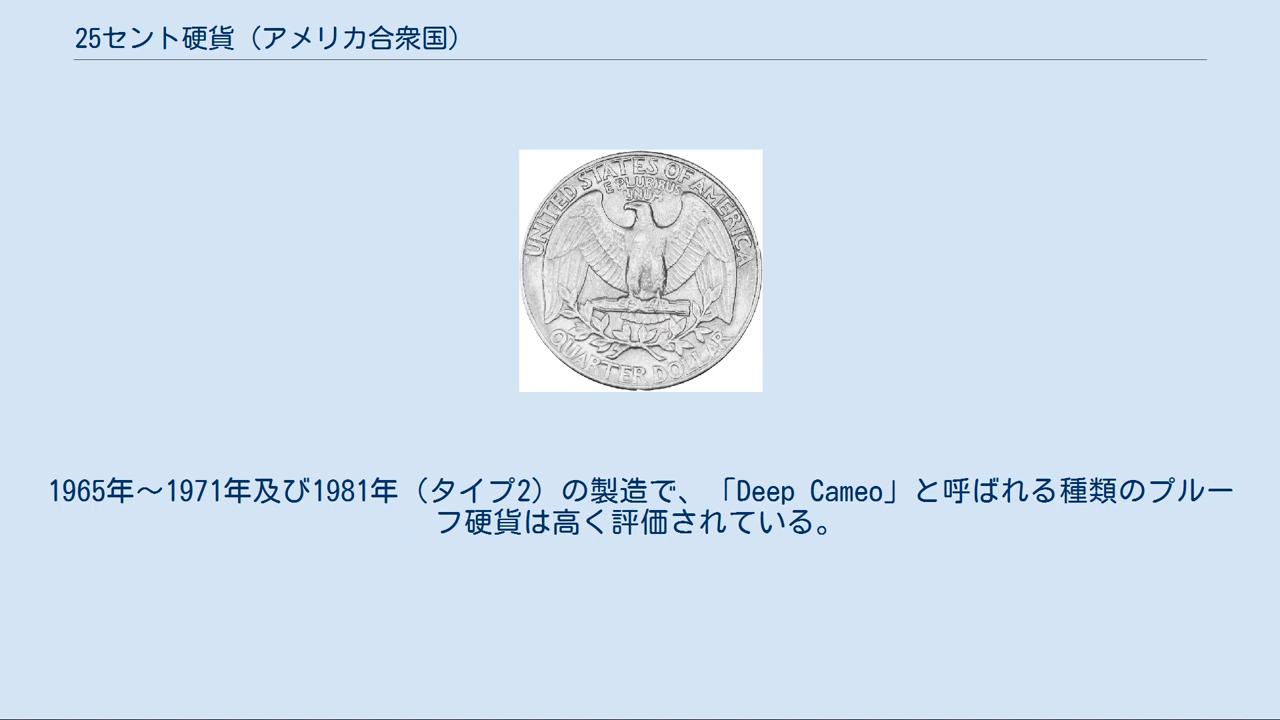 25セント硬貨（アメリカ合衆国）
UNITED STATES OF AMERICA
E PLURIBUS
UNUM
QUARTER DOLLAR
1965年～1971年及び1981年（タイプ2）の製造で、「Deep Cameo」と呼ばれる種類のプルー
フ硬貨は高く評価されている。